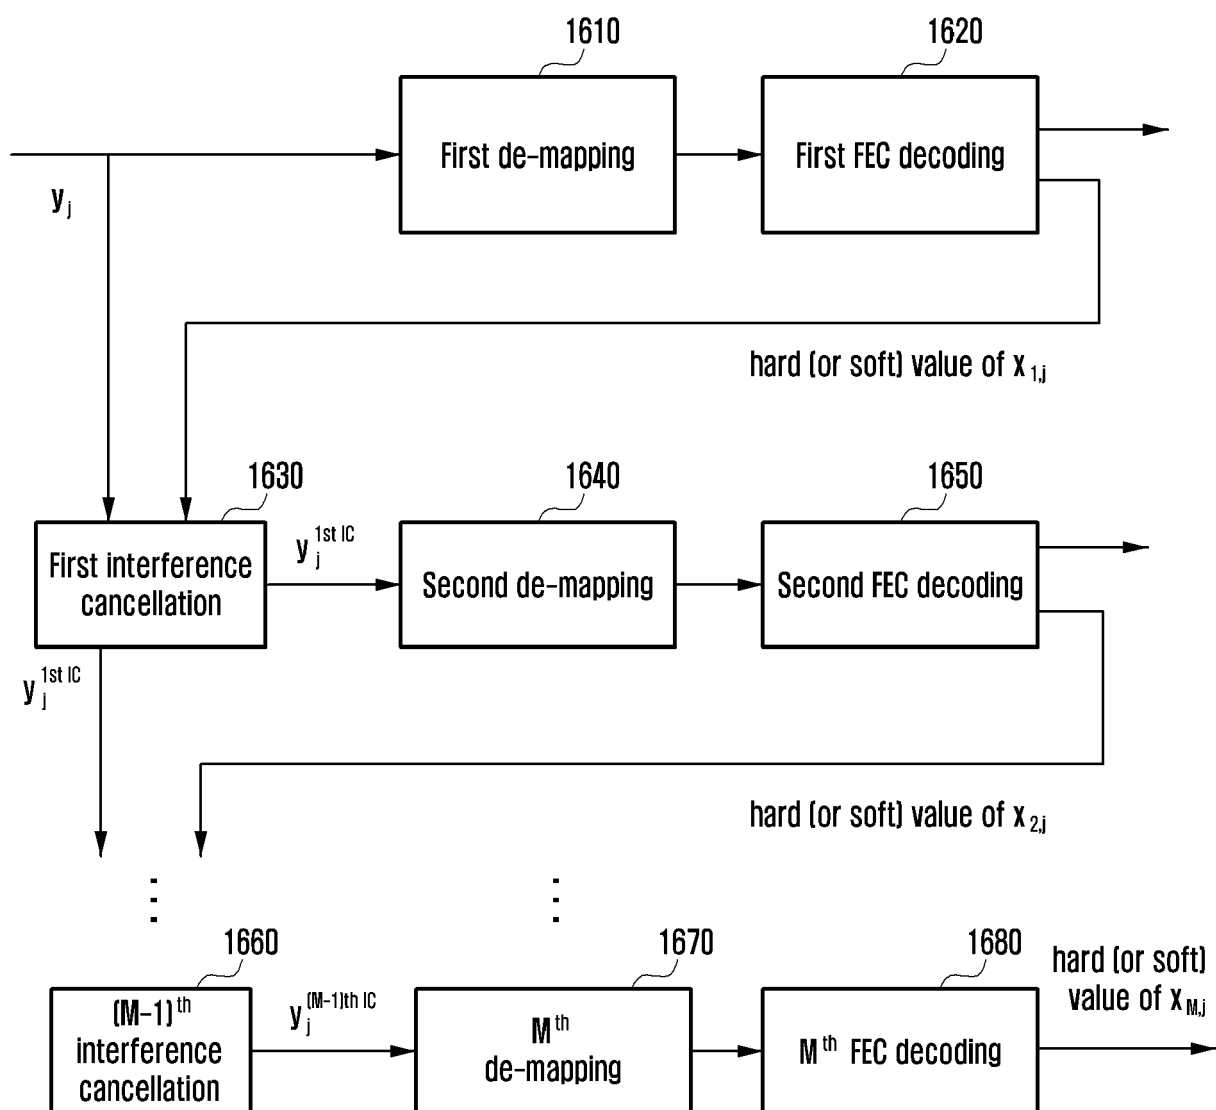 1610
1620
First de-mapping
First FEC decoding
y j
hard (or soft) value of x 1,j
1630
1640
1650
First interference
cancellation
y j 1st IC
Second de-mapping
Second FEC decoding
y j 1st IC
hard (or soft) value of x 2,j
1660
1670
1680
(M-1)th
interference
cancellation
y j (M-1)th IC
Mth
de-mapping
Mth FEC decoding
hard (or soft)
value of x M,j